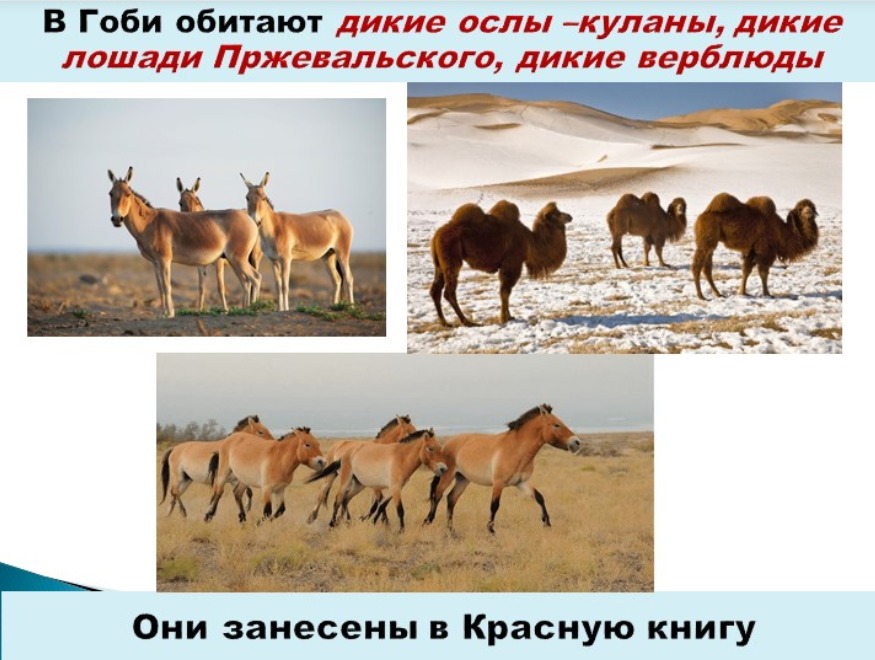 В Гоби обитают дикие ослы –куланы, дикие
лошади Пржевальского, дикие верблюды
Они занесены в Красную книгу